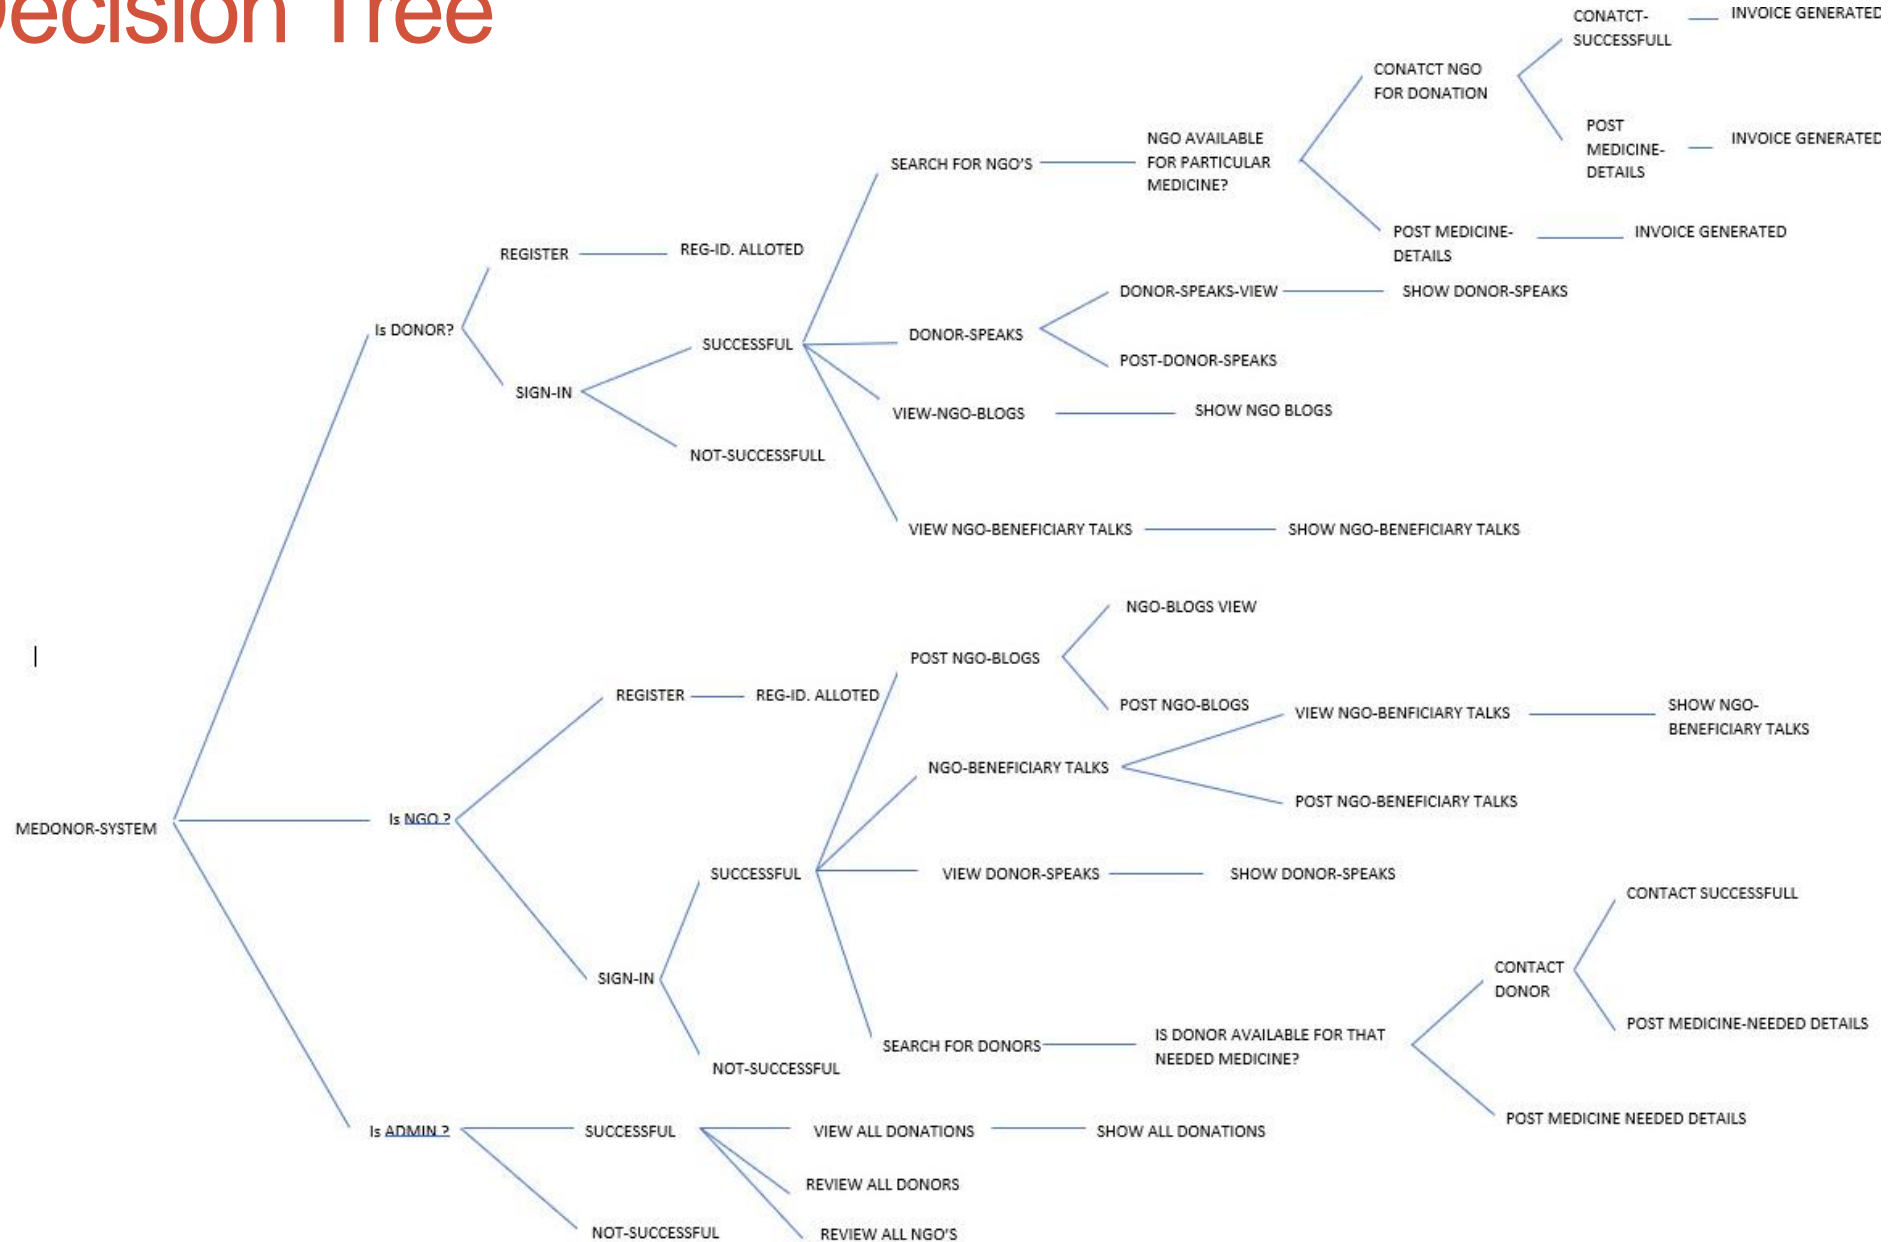 Decision Tree
CONATCT-
SUCCESSFULL
INVOICE GENERATED
CONATCT NGO
FOR DONATION
POST
MEDICINE-
DETAILS
INVOICE GENERATED
NGO AVAILABLE
FOR PARTICULAR
MEDICINE?
SEARCH FOR NGO'S
POST MEDICINE-
DETAILS
INVOICE GENERATED
REGISTER
REG-ID. ALLOTED
DONOR-SPEAKS-VIEW
SHOW DONOR-SPEAKS
Is DONOR?
DONOR-SPEAKS
SUCCESSFUL
POST-DONOR-SPEAKS
SIGN-IN
VIEW-NGO-BLOGS
SHOW NGO BLOGS
NOT-SUCCESSFULL
VIEW NGO-BENEFICIARY TALKS
SHOW NGO-BENEFICIARY TALKS
NGO-BLOGS VIEW
POST NGO-BLOGS
REGISTER
REG-ID. ALLOTED
POST NGO-BLOGS
VIEW NGO-BENFICIARY TALKS
SHOW NGO-
BENEFICIARY TALKS
NGO-BENEFICIARY TALKS
POST NGO-BENEFICIARY TALKS
MEDONOR-SYSTEM
Is NGO ?
SUCCESSFUL
VIEW DONOR-SPEAKS
SHOW DONOR-SPEAKS
CONTACT SUCCESSFULL
SIGN-IN
CONTACT
DONOR
POST MEDICINE-NEEDED DETAILS
SEARCH FOR DONORS
IS DONOR AVAILABLE FOR THAT
NEEDED MEDICINE?
NOT-SUCCESSFUL
POST MEDICINE NEEDED DETAILS
Is ADMIN ?
SUCCESSFUL
VIEW ALL DONATIONS
SHOW ALL DONATIONS
REVIEW ALL DONORS
NOT-SUCCESSFUL
REVIEW ALL NGO'S